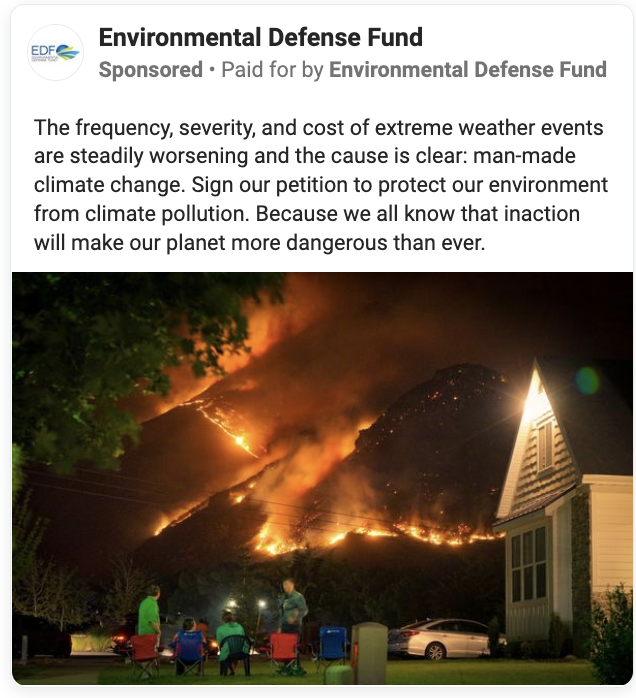 EDF
Environmental Defense Fund
Sponsored • Paid for by Environmental Defense Fund
The frequency, severity, and cost of extreme weather events
are steadily worsening and the cause is clear: man-made
climate change. Sign our petition to protect our environment
from climate pollution. Because we all know that inaction
will make our planet more dangerous than ever.